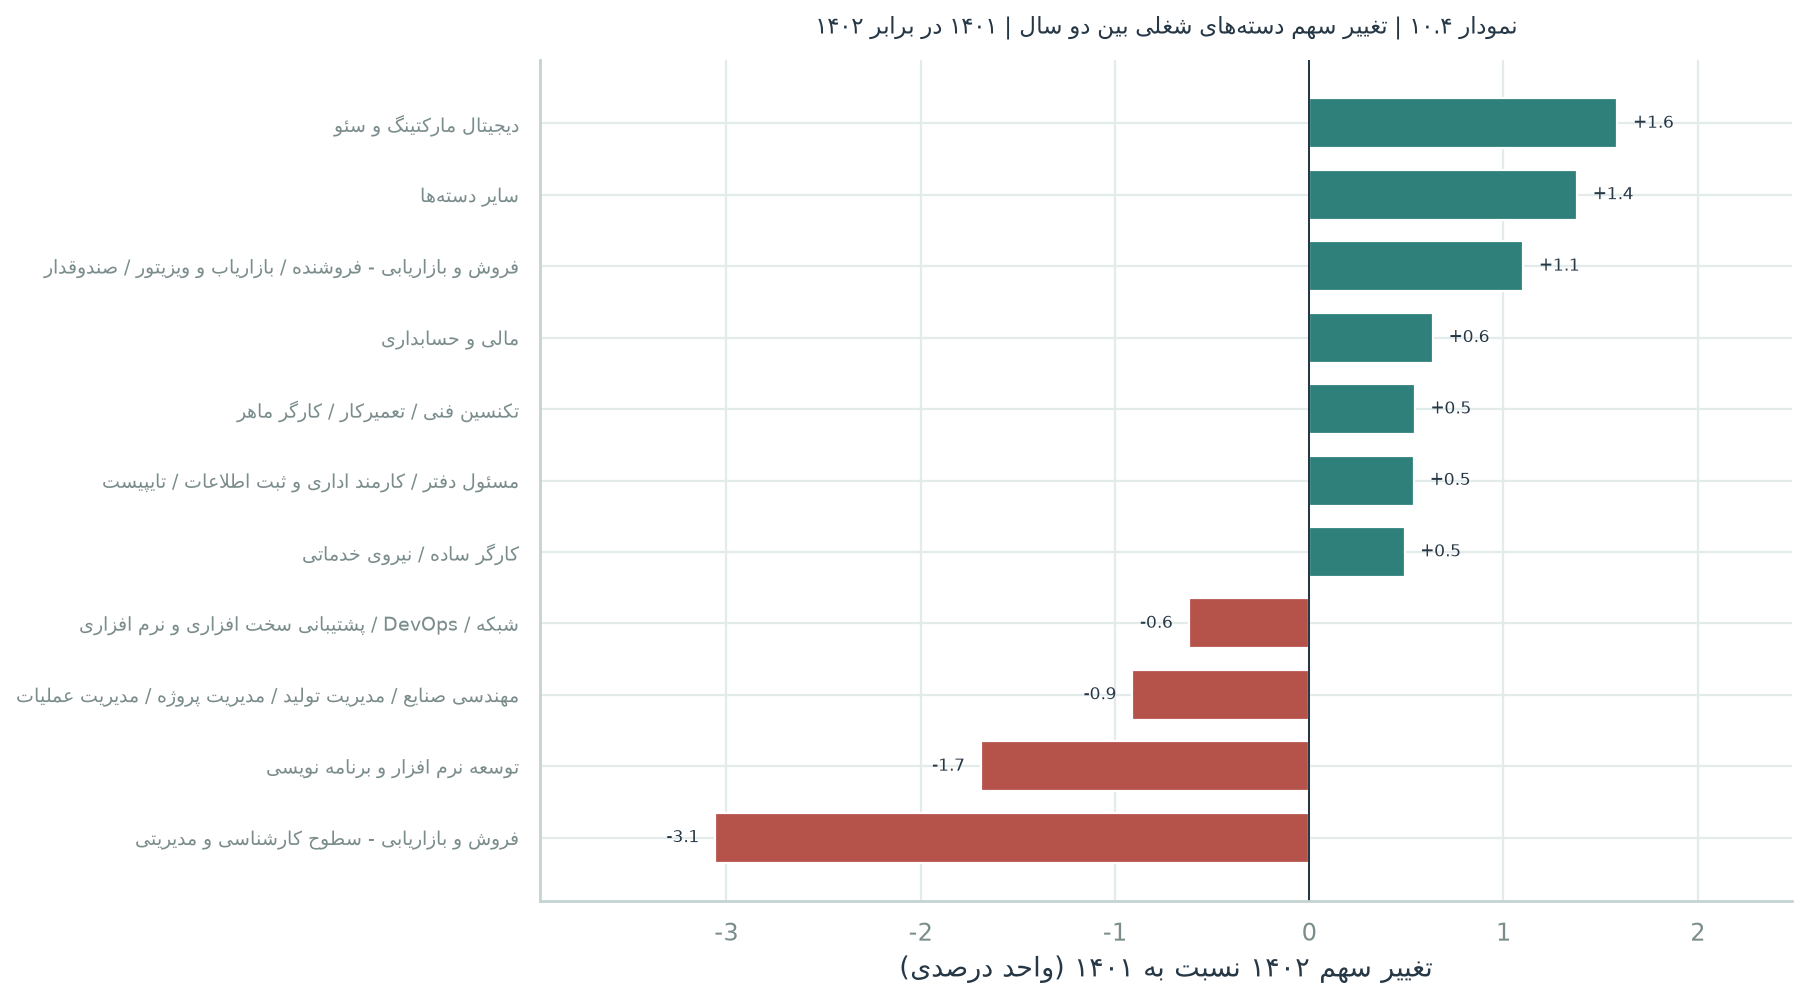 نمودار ۱۰.۴ | تغییر سهم دسته‌های شغلی بین دو سال | ۱۴۰۱ در برابر ۱۴۰۲
دیجیتال مارکتینگ و سئو
+1.6
سایر دسته‌ها
+1.4
فروش و بازاریابی - فروشنده / بازاریاب و ویزیتور / صندوقدار
+1.1
مالی و حسابداری
+0.6
تکنسین فنی / تعمیرکار / کارگر ماهر
+0.5
مسئول دفتر / کارمند اداری و ثبت اطلاعات / تایپیست
+0.5
کارگر ساده / نیروی خدماتی
+0.5
شبکه / DevOps / پشتیبانی سخت افزاری و نرم افزاری
-0.6
مهندسی صنایع / مدیریت تولید / مدیریت پروژه / مدیریت عملیات
-0.9
توسعه نرم افزار و برنامه نویسی
-1.7
فروش و بازاریابی - سطوح کارشناسی و مدیریتی
-3.1
-3 -2 -1 0 1 2
تغییر سهم ۱۴۰۲ نسبت به ۱۴۰۱ (واحد درصدی)